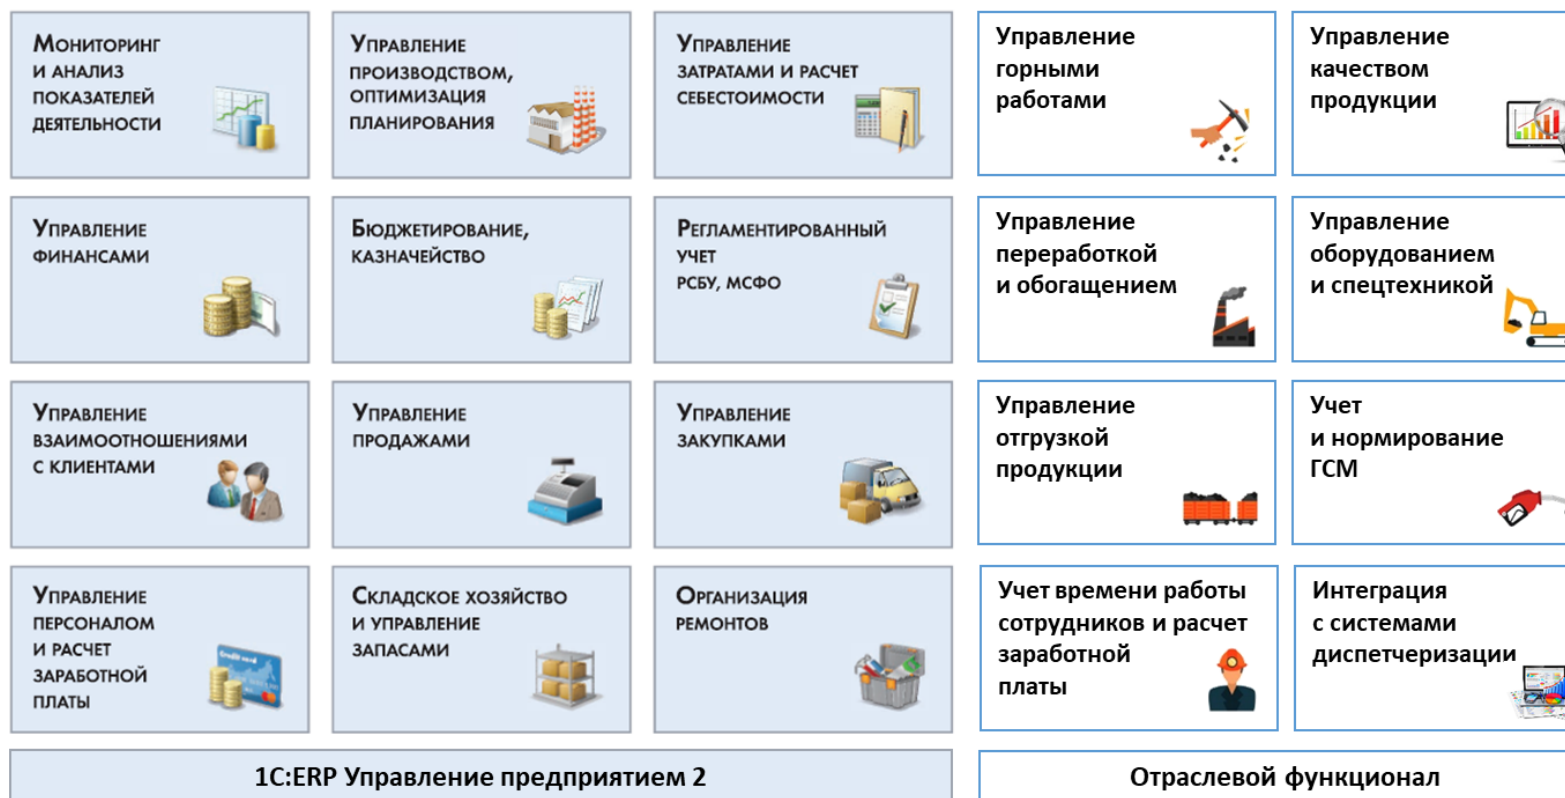 Мониторинг
и анализ
показателей
деятельности
Управление
производством,
оптимизация
планирования
Управление
затратами и расчет
себестоимости
Управление
горными
работами
Управление
качеством
продукции
Управление
финансами
Бюджетирование,
казначейство
Регламентированный
учет
РСБУ, МСФО
Управление
переработкой
и обогащением
Управление
оборудованием
и спецтехникой
Управление
взаимоотношениями
с клиентами
Управление
продажами
Управление
закупками
Управление
отгрузкой
продукции
Учет
и нормирование
ГСМ
Управление
персоналом
и расчет
заработной
платы
Складское хозяйство
и управление
запасами
Организация
ремонтов
Учет времени работы
сотрудников и расчет
заработной
платы
Интеграция
с системами
диспетчеризации
1С:ERP Управление предприятием 2
Отраслевой функционал